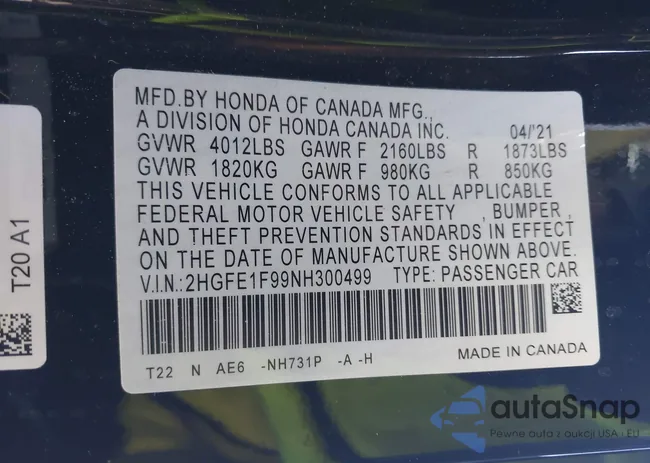 MFD.BY HONDA OF CANADA MFG.,
A DIVISION OF HONDA CANADA INC. 04/'21
GVWR 4012LBS GAWR F 2160LBS R 1873LBS
GVWR 1820KG GAWR F 980KG R 850KG
THIS VEHICLE CONFORMS TO ALL APPLICABLE
FEDERAL MOTOR VEHICLE SAFETY , BUMPER ,
AND THEFT PREVENTION STANDARDS IN EFFECT
ON THE DATE OF MANUFACTURE SHOWN ABOVE.
V.I.N.: 2HGFE1F99NH300499 TYPE: PASSENGER CAR
T22 N AE6 -NH731P -A -H
MADE IN CANADA
T20 A1
autaSnap
Pewne auta z aukcji USA i EU